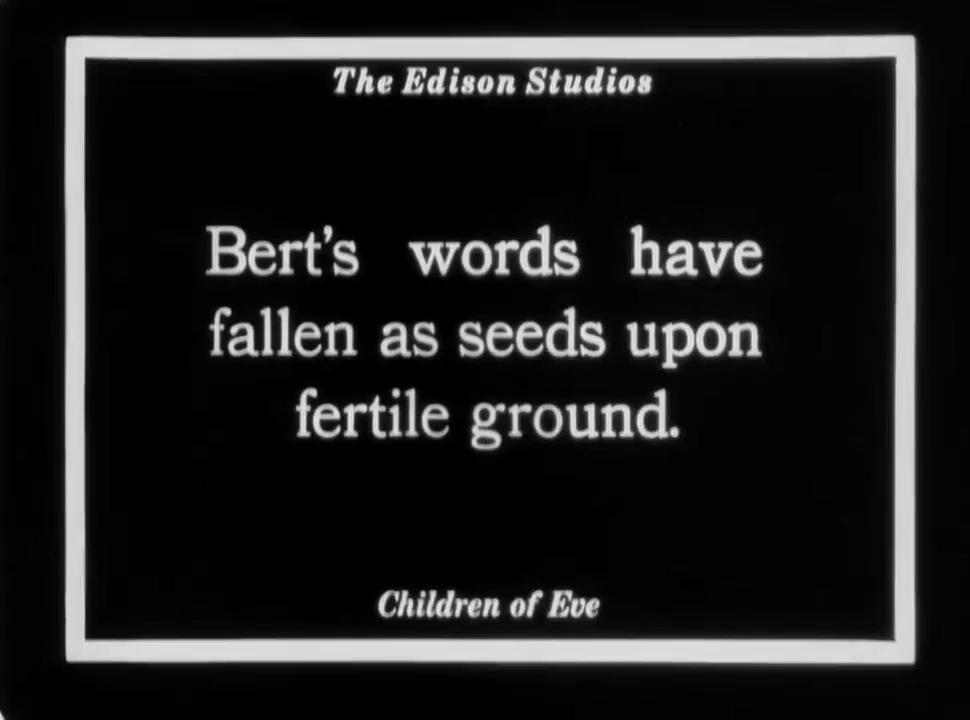 The Edison Studios
Bert's words have
fallen as seeds upon
fertile ground.
Children of Eve